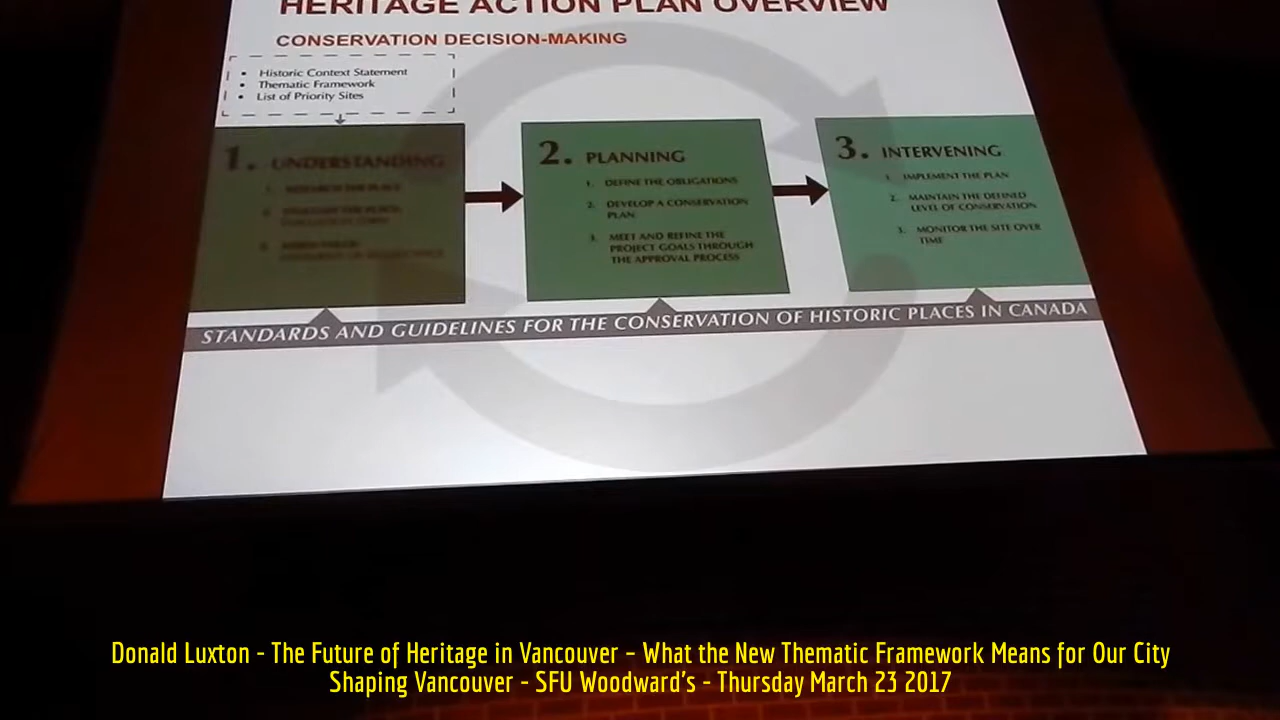 HERITAGE ACTION PLAN OVERVIEW
CONSERVATION DECISION-MAKING
• Historic Context Statement
• Thematic Framework
• List of Priority Sites
1. UNDERSTANDING
1. RESEARCH THE PLACE
2. PLANNING
1. DEFINE THE OBLIGATIONS
2. DEVELOP A CONSERVATION
PLAN
3. MEET AND REFINE THE
PROJECT GOALS THROUGH
THE APPROVAL PROCESS
3. INTERVENING
1. IMPLEMENT THE PLAN
2. MAINTAIN THE DEFINED
LEVEL OF CONSERVATION
3. MONITOR THE SITE OVER
TIME
STANDARDS AND GUIDELINES FOR THE CONSERVATION OF HISTORIC PLACES IN CANADA
Donald Luxton - The Future of Heritage in Vancouver - What the New Thematic Framework Means for Our City
Shaping Vancouver - SFU Woodward's - Thursday March 23 2017